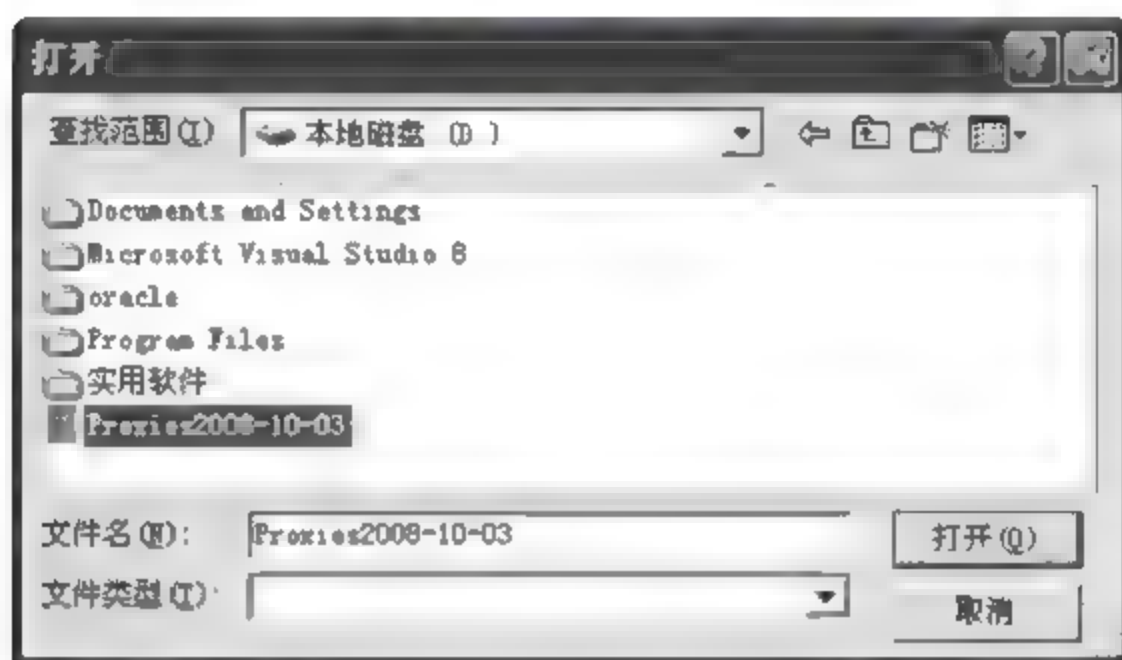 打开
查找范围(I) 本地磁盘 (D )
Documents and Settings
Microsoft Visual Studio 8
oracle
Program Files
实用软件
Proxies2008-10-03
文件名(N): Proxies2008-10-03 打开(O)
文件类型(T): 取消